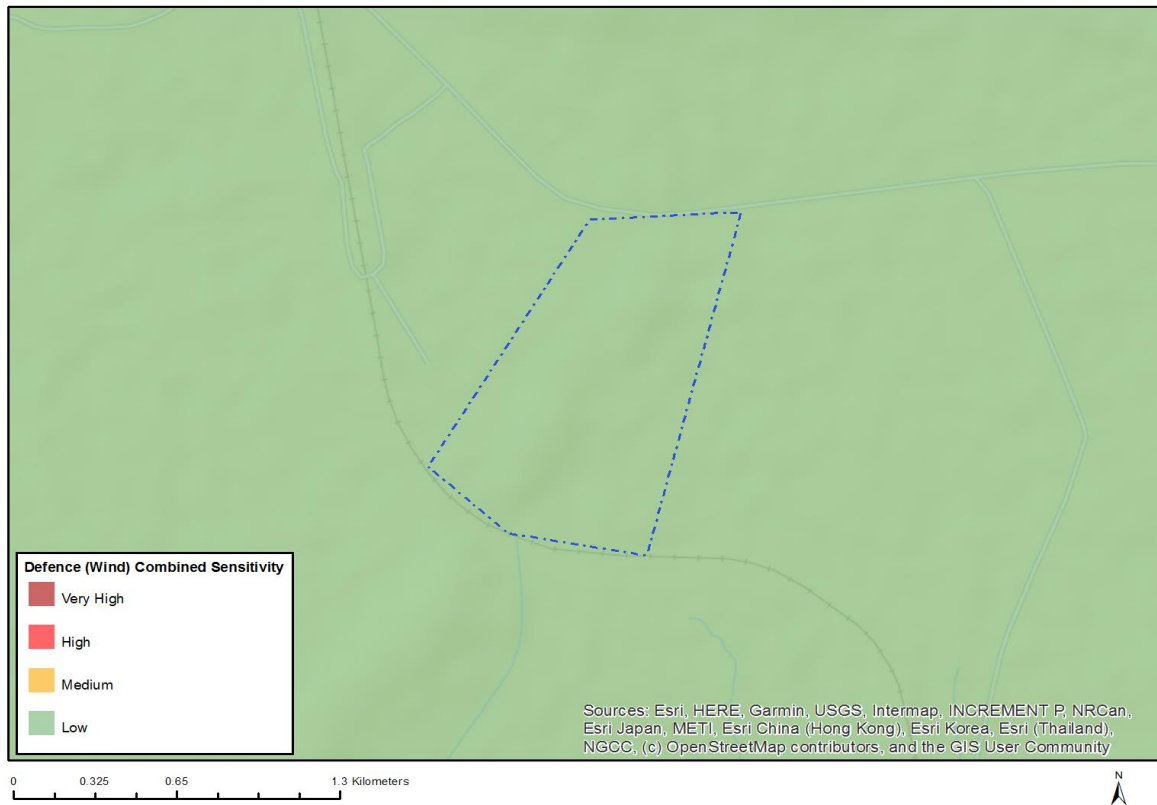 Defence (Wind) Combined Sensitivity
Very High
High
Medium
Low
Sources: Esri, HERE, Garmin, USGS, Intermap, INCREMENT P, NRCan,
Esri Japan, METI, Esri China (Hong Kong), Esri Korea, Esri (Thailand),
NGCC, (c) OpenStreetMap contributors, and the GIS User Community
0 0.325 0.65 1.3 Kilometers
N